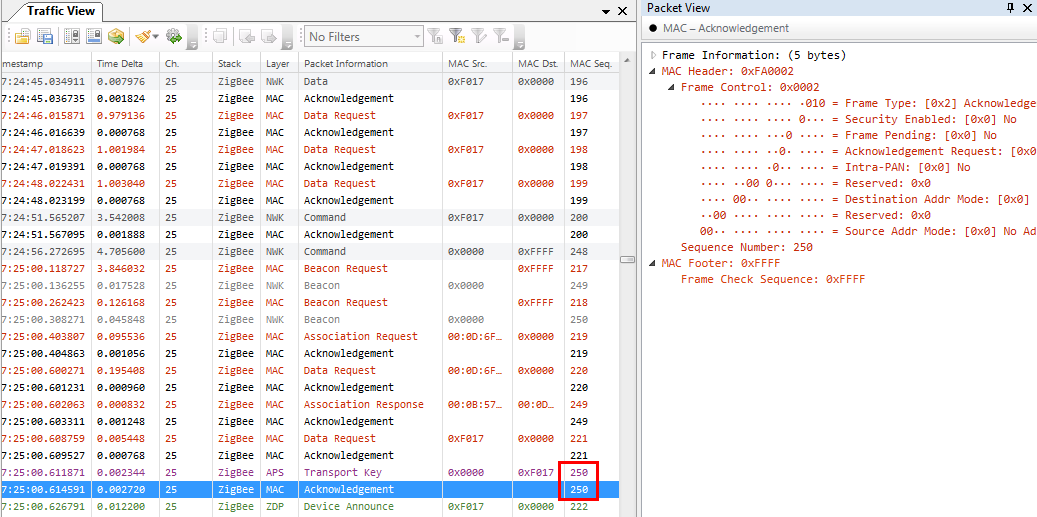 Traffic View
No Filters
mestamp Time Delta Ch. Stack Layer Packet Information MAC Src. MAC Dst. MAC Seq.
7:24:45.034911 0.007976 25 ZigBee NWK Data 0xF017 0x0000 196
7:24:45.036735 0.001824 25 ZigBee MAC Acknowledgement 196
7:24:46.015871 0.979136 25 ZigBee MAC Data Request 0xF017 0x0000 197
7:24:46.016639 0.000768 25 ZigBee MAC Acknowledgement 197
7:24:47.018623 1.001984 25 ZigBee MAC Data Request 0xF017 0x0000 198
7:24:47.019391 0.000768 25 ZigBee MAC Acknowledgement 198
7:24:48.022431 1.003040 25 ZigBee MAC Data Request 0xF017 0x0000 199
7:24:48.023199 0.000768 25 ZigBee MAC Acknowledgement 199
7:24:51.565207 3.542008 25 ZigBee NWK Command 0xF017 0x0000 200
7:24:51.567095 0.001888 25 ZigBee MAC Acknowledgement 200
7:24:56.272695 4.705600 25 ZigBee NWK Command 0x0000 0xFFFF 248
7:25:00.118727 3.846032 25 ZigBee MAC Beacon Request 0xFFFF 217
7:25:00.136255 0.017528 25 ZigBee NWK Beacon 0x0000 249
7:25:00.262423 0.126168 25 ZigBee MAC Beacon Request 0xFFFF 218
7:25:00.308271 0.045848 25 ZigBee NWK Beacon 0x0000 250
7:25:00.403807 0.095536 25 ZigBee MAC Association Request 00:0D:6F... 0x0000 219
7:25:00.404863 0.001056 25 ZigBee MAC Acknowledgement 219
7:25:00.600271 0.195408 25 ZigBee MAC Data Request 00:0D:6F... 0x0000 220
7:25:00.601231 0.000960 25 ZigBee MAC Acknowledgement 220
7:25:00.602063 0.000832 25 ZigBee MAC Association Response 00:0B:57... 00:0D... 249
7:25:00.603311 0.001248 25 ZigBee MAC Acknowledgement 249
7:25:00.608759 0.005448 25 ZigBee MAC Data Request 0xF017 0x0000 221
7:25:00.609527 0.000768 25 ZigBee MAC Acknowledgement 221
7:25:00.611871 0.002344 25 ZigBee APS Transport Key 0x0000 0xF017 250
7:25:00.614591 0.002720 25 ZigBee MAC Acknowledgement 250
7:25:00.626791 0.012200 25 ZigBee ZDP Device Announce 0xF017 0x0000 222
Packet View
MAC – Acknowledgement
Frame Information: (5 bytes)
MAC Header: 0xFA0002
Frame Control: 0x0002
···· ···· ···· ·010 = Frame Type: [0x2] Acknowledge
···· ···· ···· 0··· = Security Enabled: [0x0] No
···· ···· ···0 ···· = Frame Pending: [0x0] No
···· ···· ··0· ···· = Acknowledgement Request: [0x0
···· ···· ·0·· ···· = Intra-PAN: [0x0] No
···· ··00 0··· ···· = Reserved: 0x0
···· 00·· ···· ···· = Destination Addr Mode: [0x0]
··00 ···· ···· ···· = Reserved: 0x0
00·· ···· ···· ···· = Source Addr Mode: [0x0] No Ad
Sequence Number: 250
MAC Footer: 0xFFFF
Frame Check Sequence: 0xFFFF